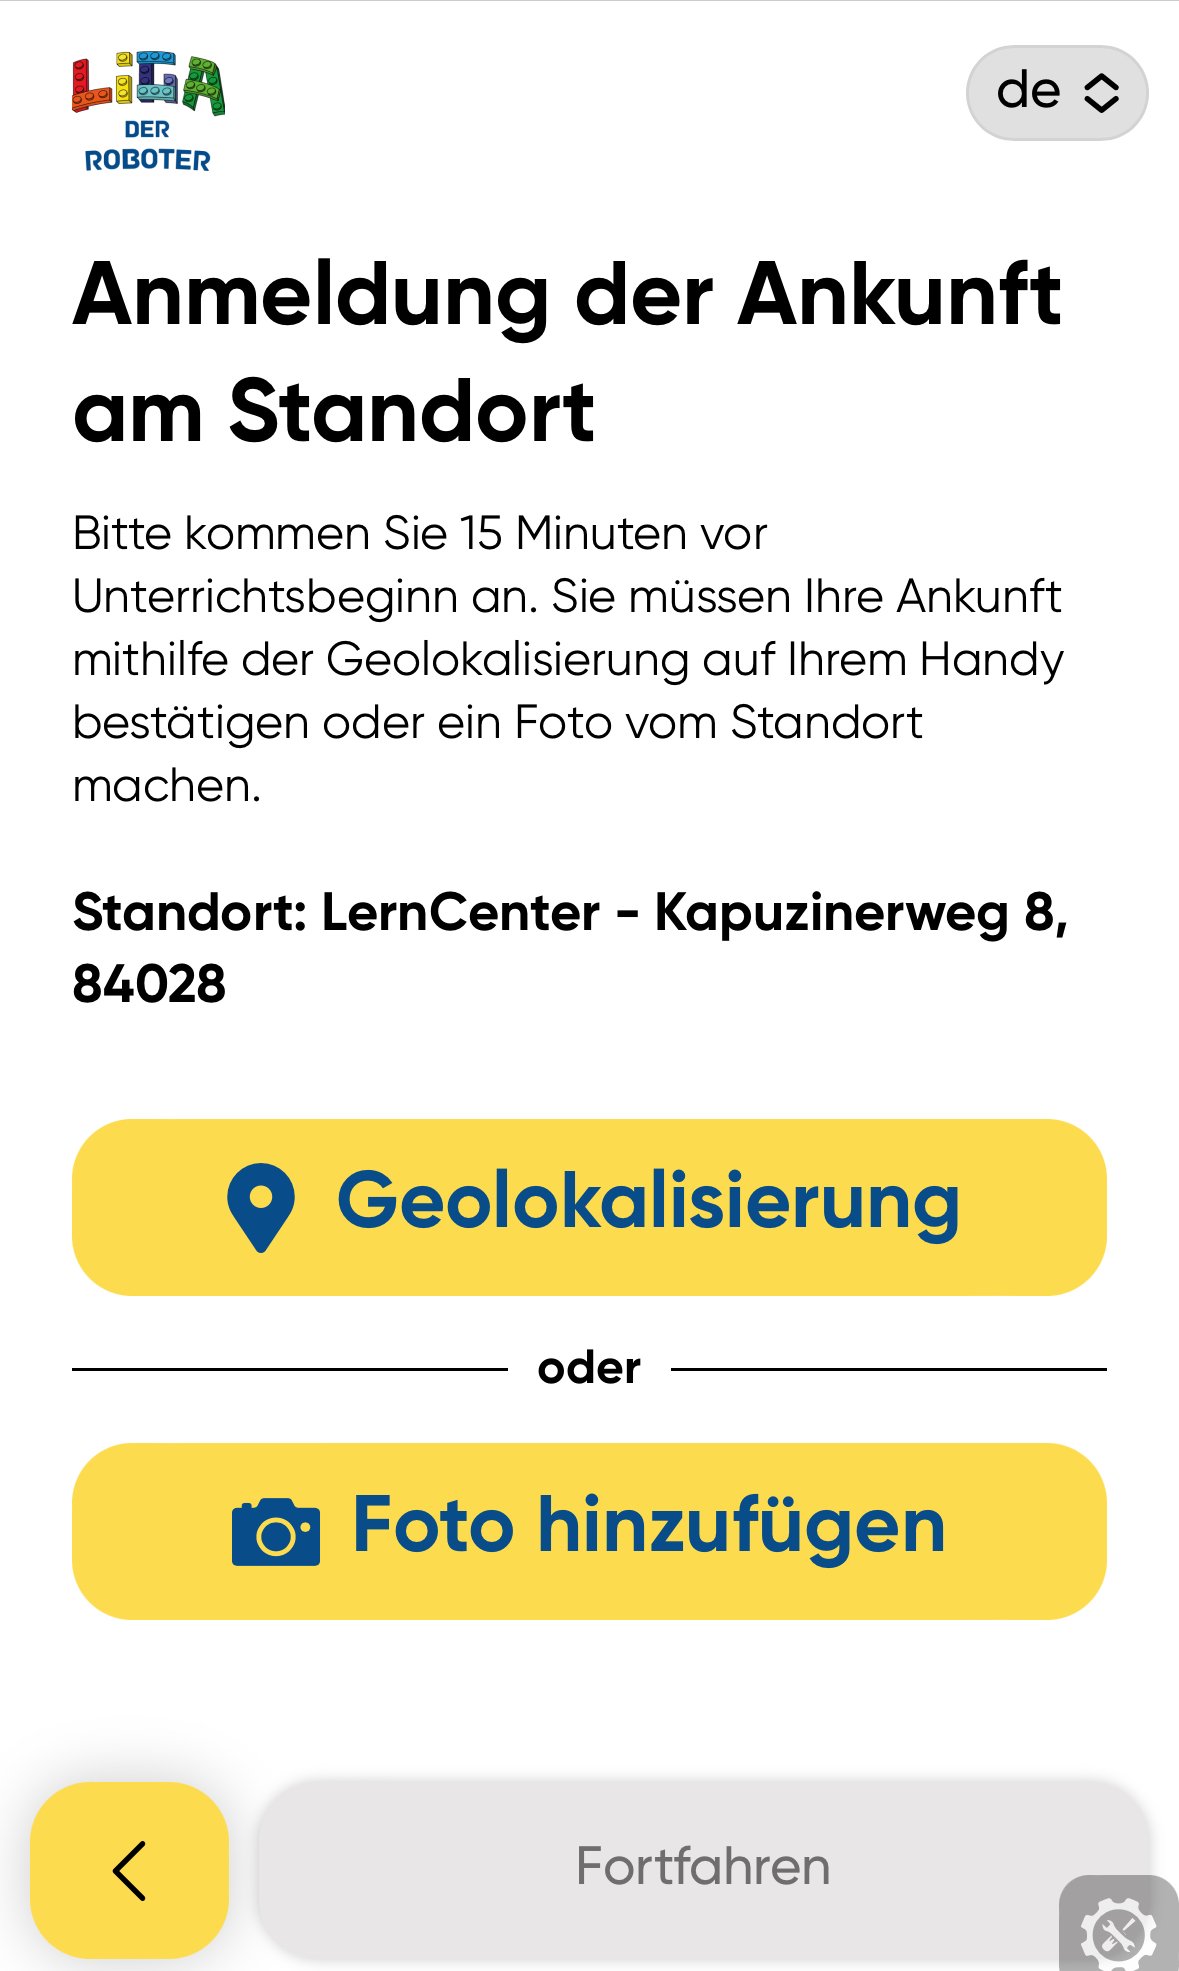 LiGA
DER
ROBOTER
de
Anmeldung der Ankunft
am Standort
Bitte kommen Sie 15 Minuten vor
Unterrichtsbeginn an. Sie müssen Ihre Ankunft
mithilfe der Geolokalisierung auf Ihrem Handy
bestätigen oder ein Foto vom Standort
machen.
Standort: LernCenter - Kapuzinerweg 8,
84028
Geolokalisierung
oder
Foto hinzufügen
Fortfahren